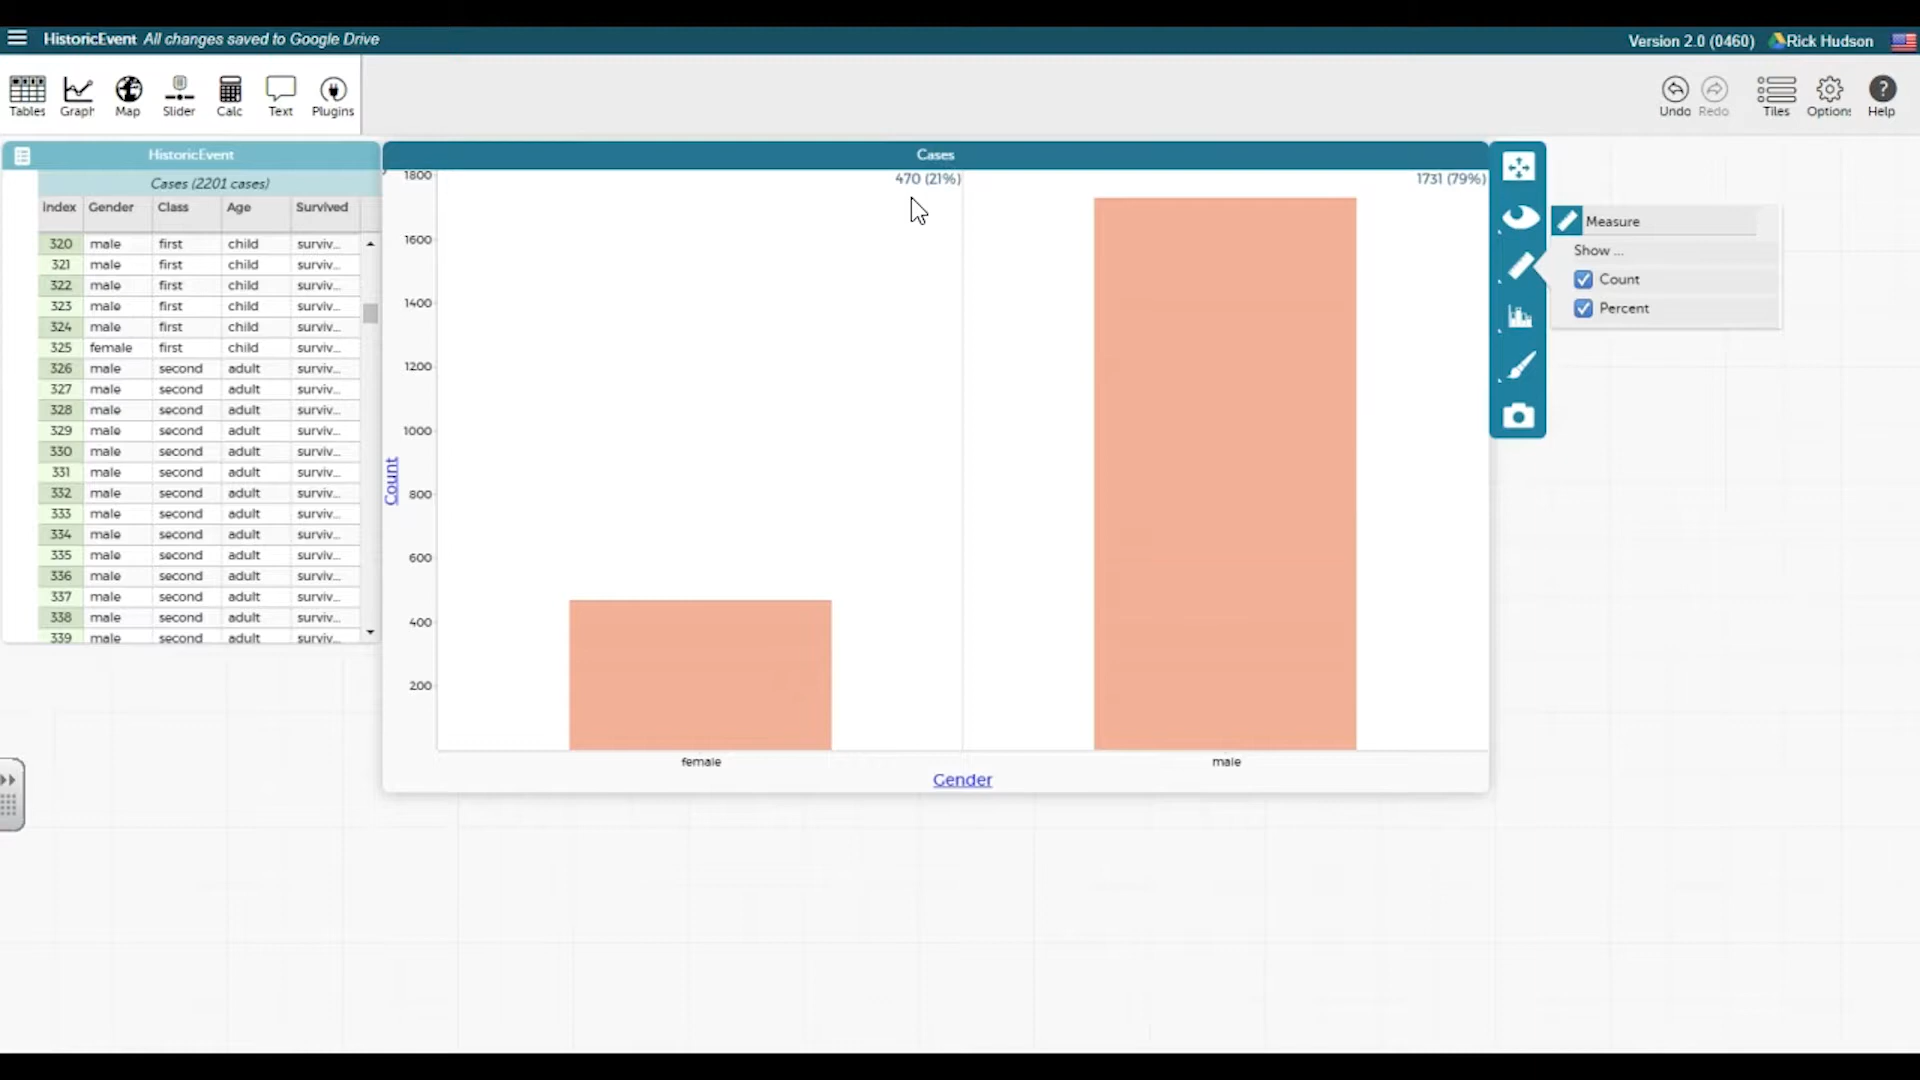 HistoricEvent All changes saved to Google Drive
Version 2.0 (0460) Rick Hudson
Tables Graph Map Slider Calc Text Plugins
Undo Redo Tiles Options Help
HistoricEvent
Cases (2201 cases)
index Gender Class Age Survived
320 male first child surviv...
321 male first child surviv...
322 male first child surviv...
323 male first child surviv...
324 male first child surviv...
325 female first child surviv...
326 male second adult surviv...
327 male second adult surviv...
328 male second adult surviv...
329 male second adult surviv...
330 male second adult surviv...
331 male second adult surviv...
332 male second adult surviv...
333 male second adult surviv...
334 male second adult surviv...
335 male second adult surviv...
336 male second adult surviv...
337 male second adult surviv...
338 male second adult surviv...
339 male second adult surviv...
Cases
470 (21%) 1731 (79%)
1800
1600
1400
1200
1000
800
600
400
200
Count
female male
Gender
Measure
Show ...
Count
Percent